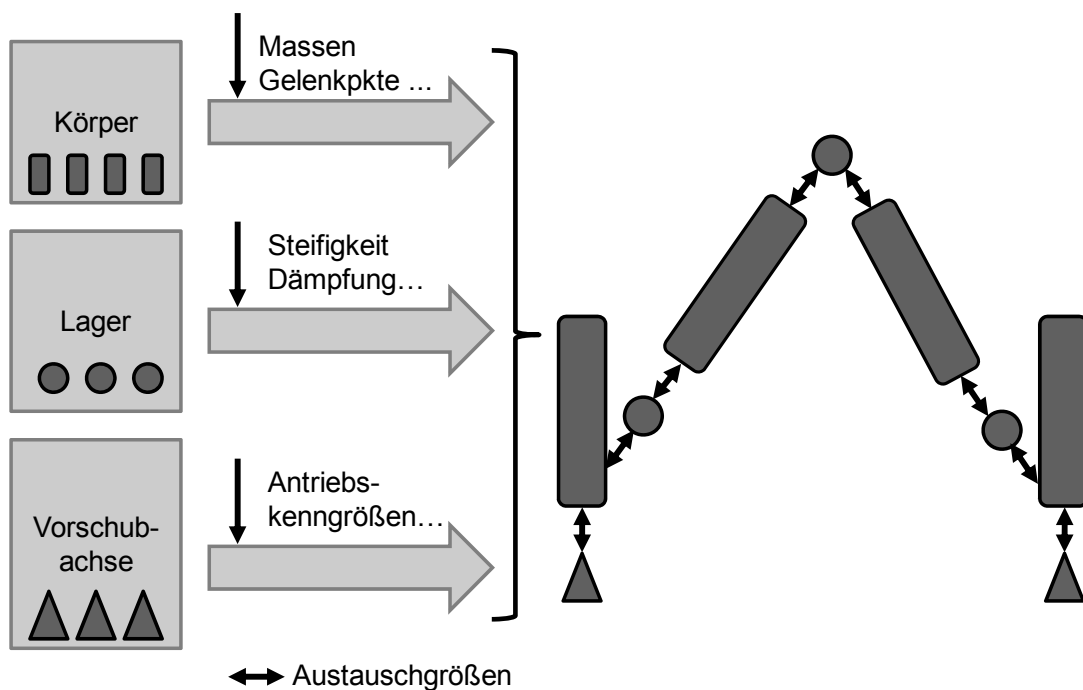 Massen
Gelenkpkte ...
Körper
Steifigkeit
Dämpfung...
Lager
Antriebs-
kenngrößen...
Vorschub-
achse
Austauschgrößen